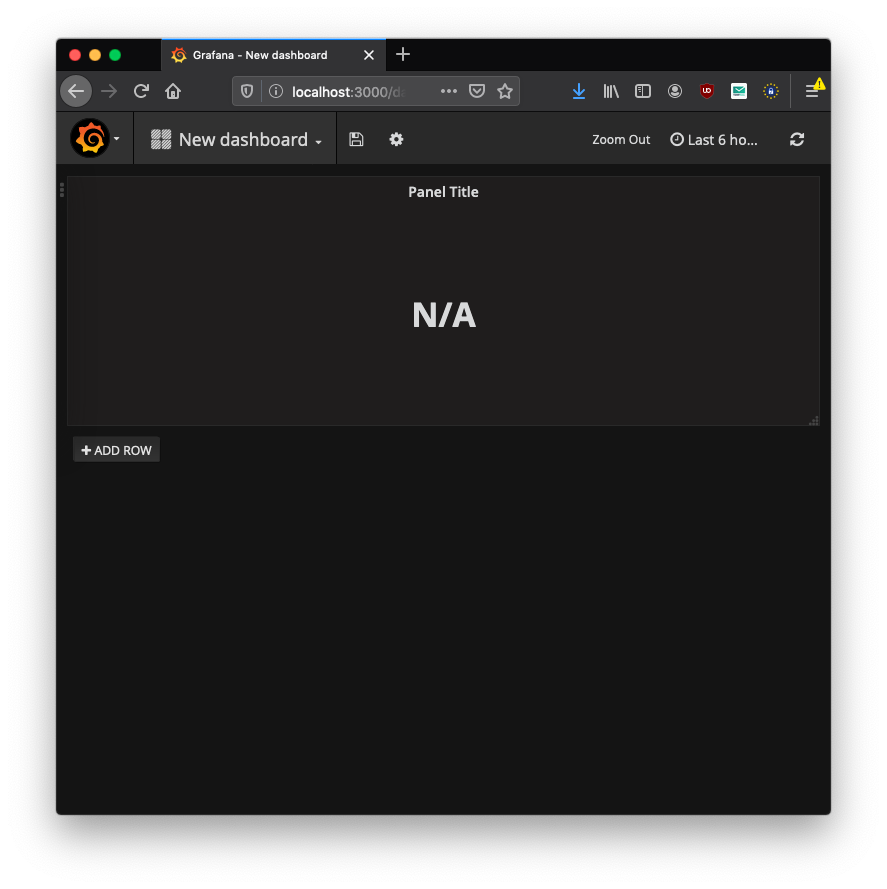 Grafana - New dashboard
localhost:3000/d
New dashboard
Zoom Out
Last 6 ho...
Panel Title
N/A
ADD ROW